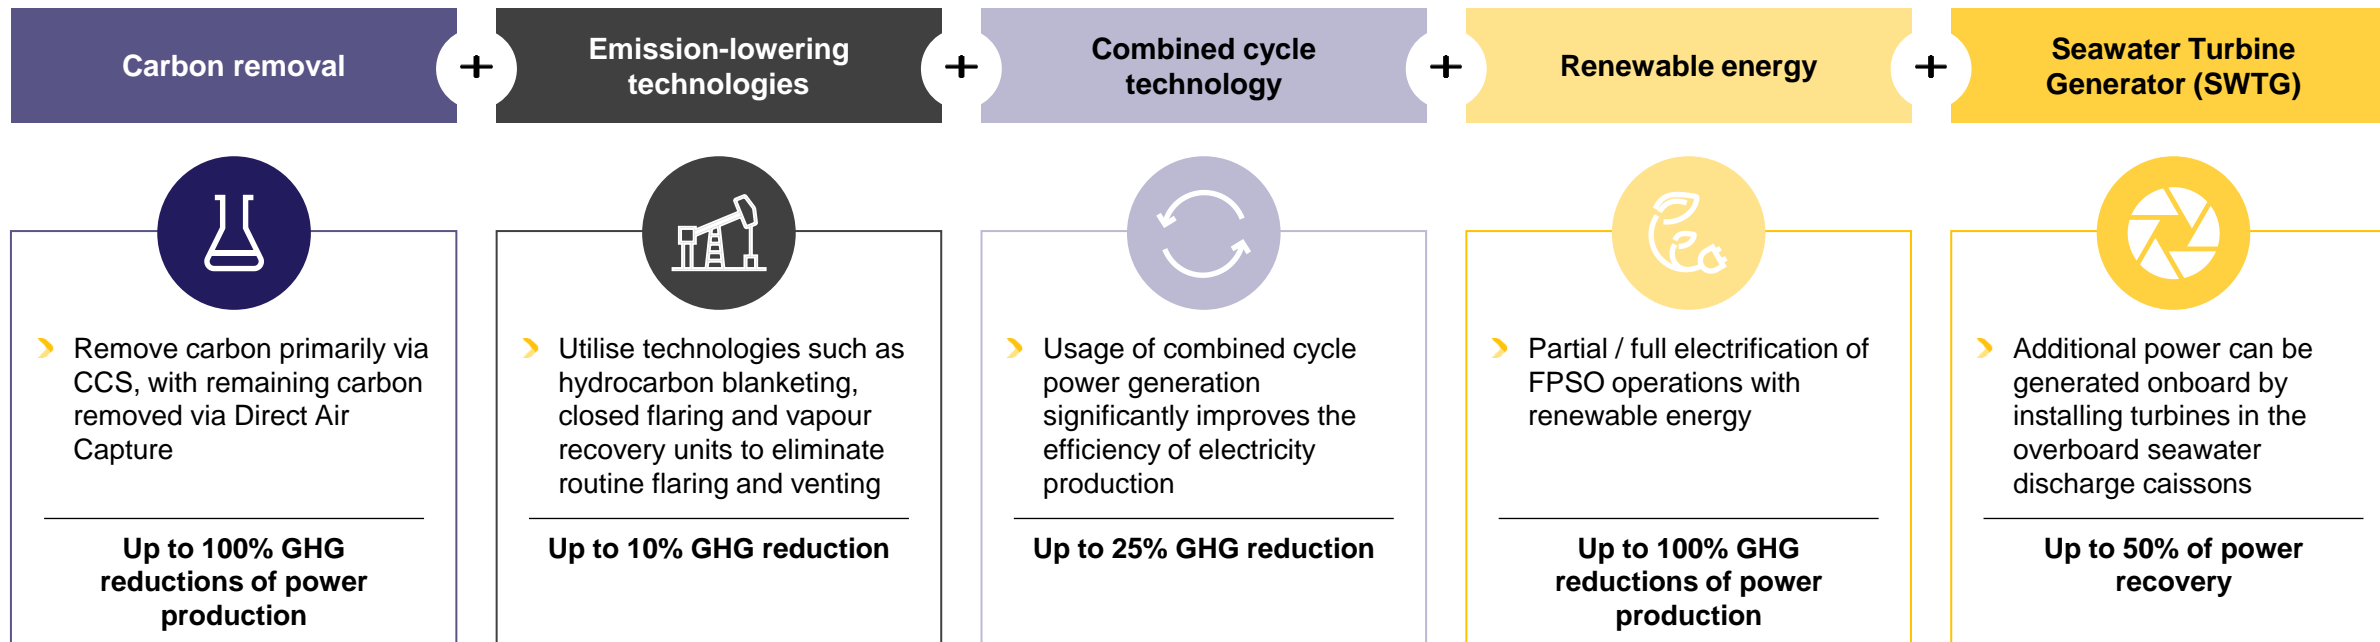 Carbon removal
+
Emission-lowering
technologies
+
Combined cycle
technology
+
Renewable energy
+
Seawater Turbine
Generator (SWTG)
Remove carbon primarily via
CCS, with remaining carbon
removed via Direct Air
Capture
Up to 100% GHG
reductions of power
production
Utilise technologies such as
hydrocarbon blanketing,
closed flaring and vapour
recovery units to eliminate
routine flaring and venting
Up to 10% GHG reduction
Usage of combined cycle
power generation
significantly improves the
efficiency of electricity
production
Up to 25% GHG reduction
Partial / full electrification of
FPSO operations with
renewable energy
Up to 100% GHG
reductions of power
production
Additional power can be
generated onboard by
installing turbines in the
overboard seawater
discharge caissons
Up to 50% of power
recovery